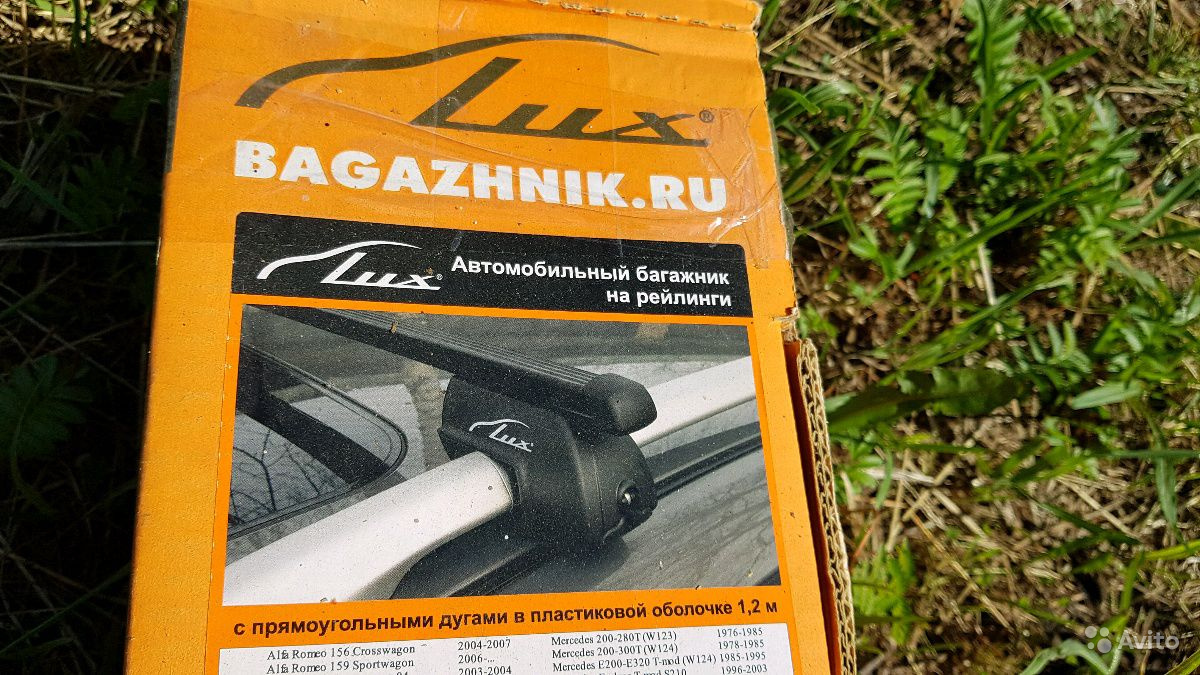 Lux®
BAGAZHNIK.RU
Lux® Автомобильный багажник
на рейлинги
Lux®
с прямоугольными дугами в пластиковой оболочке 1,2 м
Alfa Romeo 156 Crosswagon 2004-2007
Alfa Romeo 159 Sportwagon 2006-...
2003-2004
Mercedes 200-280T (W123) 1976-1985
Mercedes 200-300T (W124) 1978-1985
Mercedes E200-E320 T-mod (W124) 1985-1995
T-mod S210 1996-2003
Avito